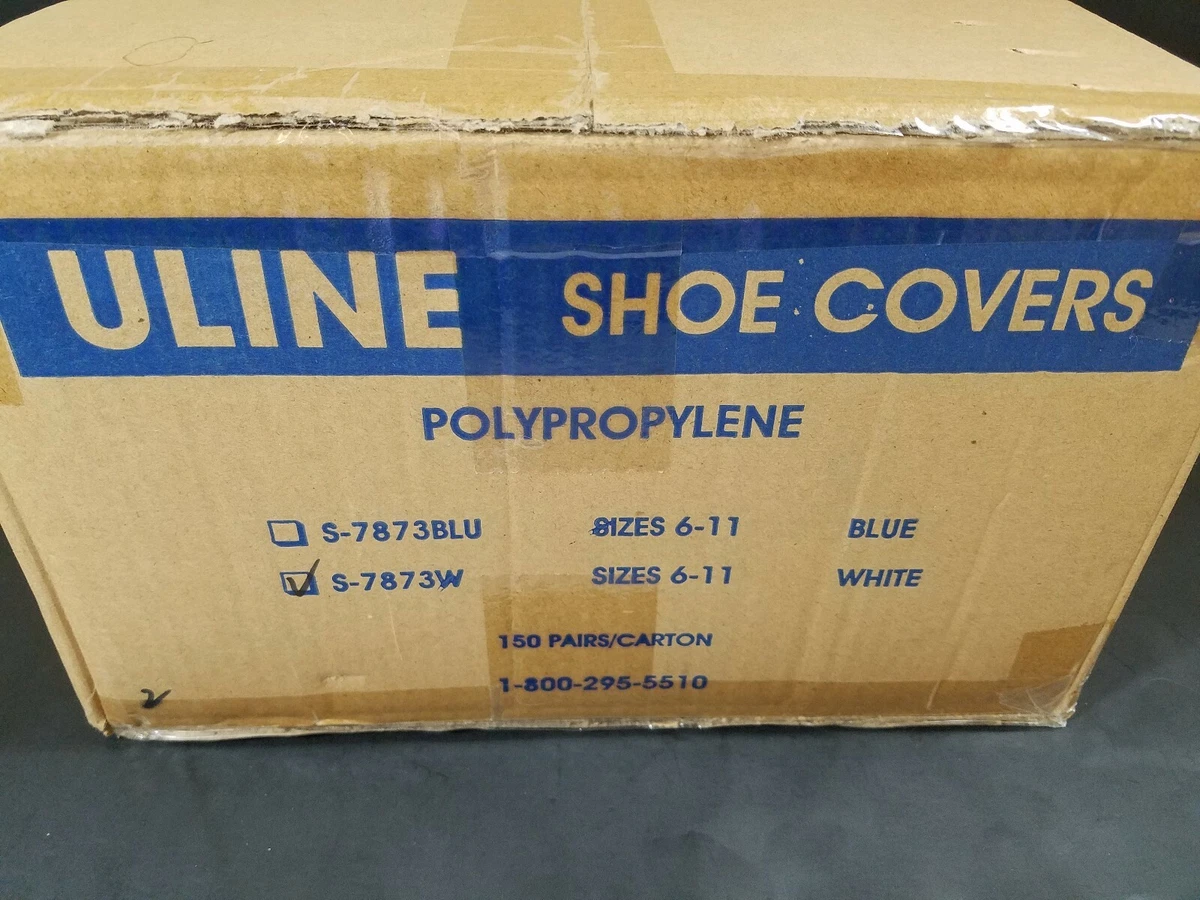 ULINE SHOE COVERS
POLYPROPYLENE
S-7873BLU SIZES 6-11 BLUE
S-7873W SIZES 6-11 WHITE
150 PAIRS/CARTON
1-800-295-5510
2